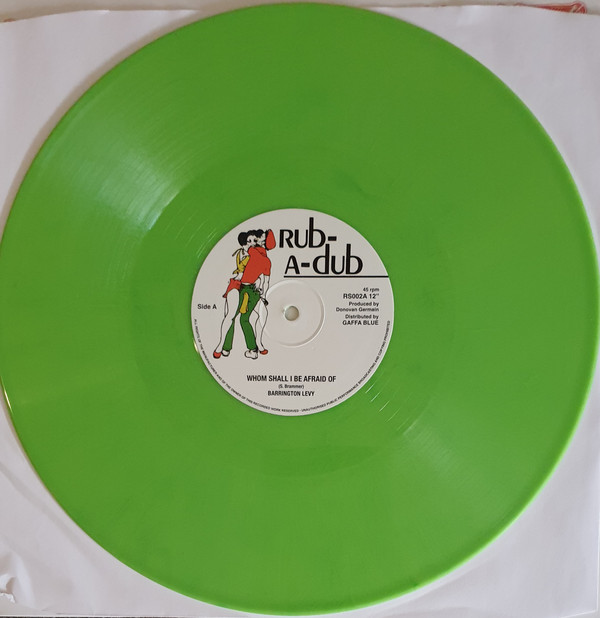 RUb-
A-dub
45 rpm
RS002A 12"
Produced by
Donovan Germain
Distributed by
GAFFA BLUE
Side A
WHOM SHALL I BE AFRAID OF
(S. Brammer)
BARRINGTON LEVY